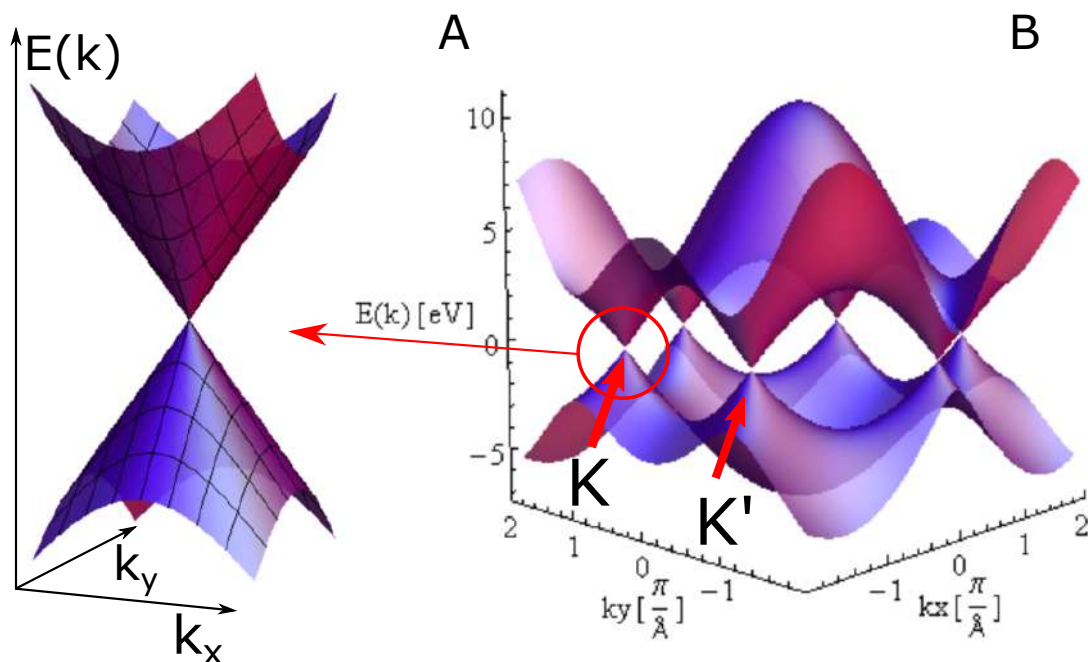 E(k)
A
B
10
5
E(k)[eV]
0
-5
K
K'
2
1
0
-1
ky[π/Å]
-1
0
1
2
kx[π/Å]
k_y
k_x